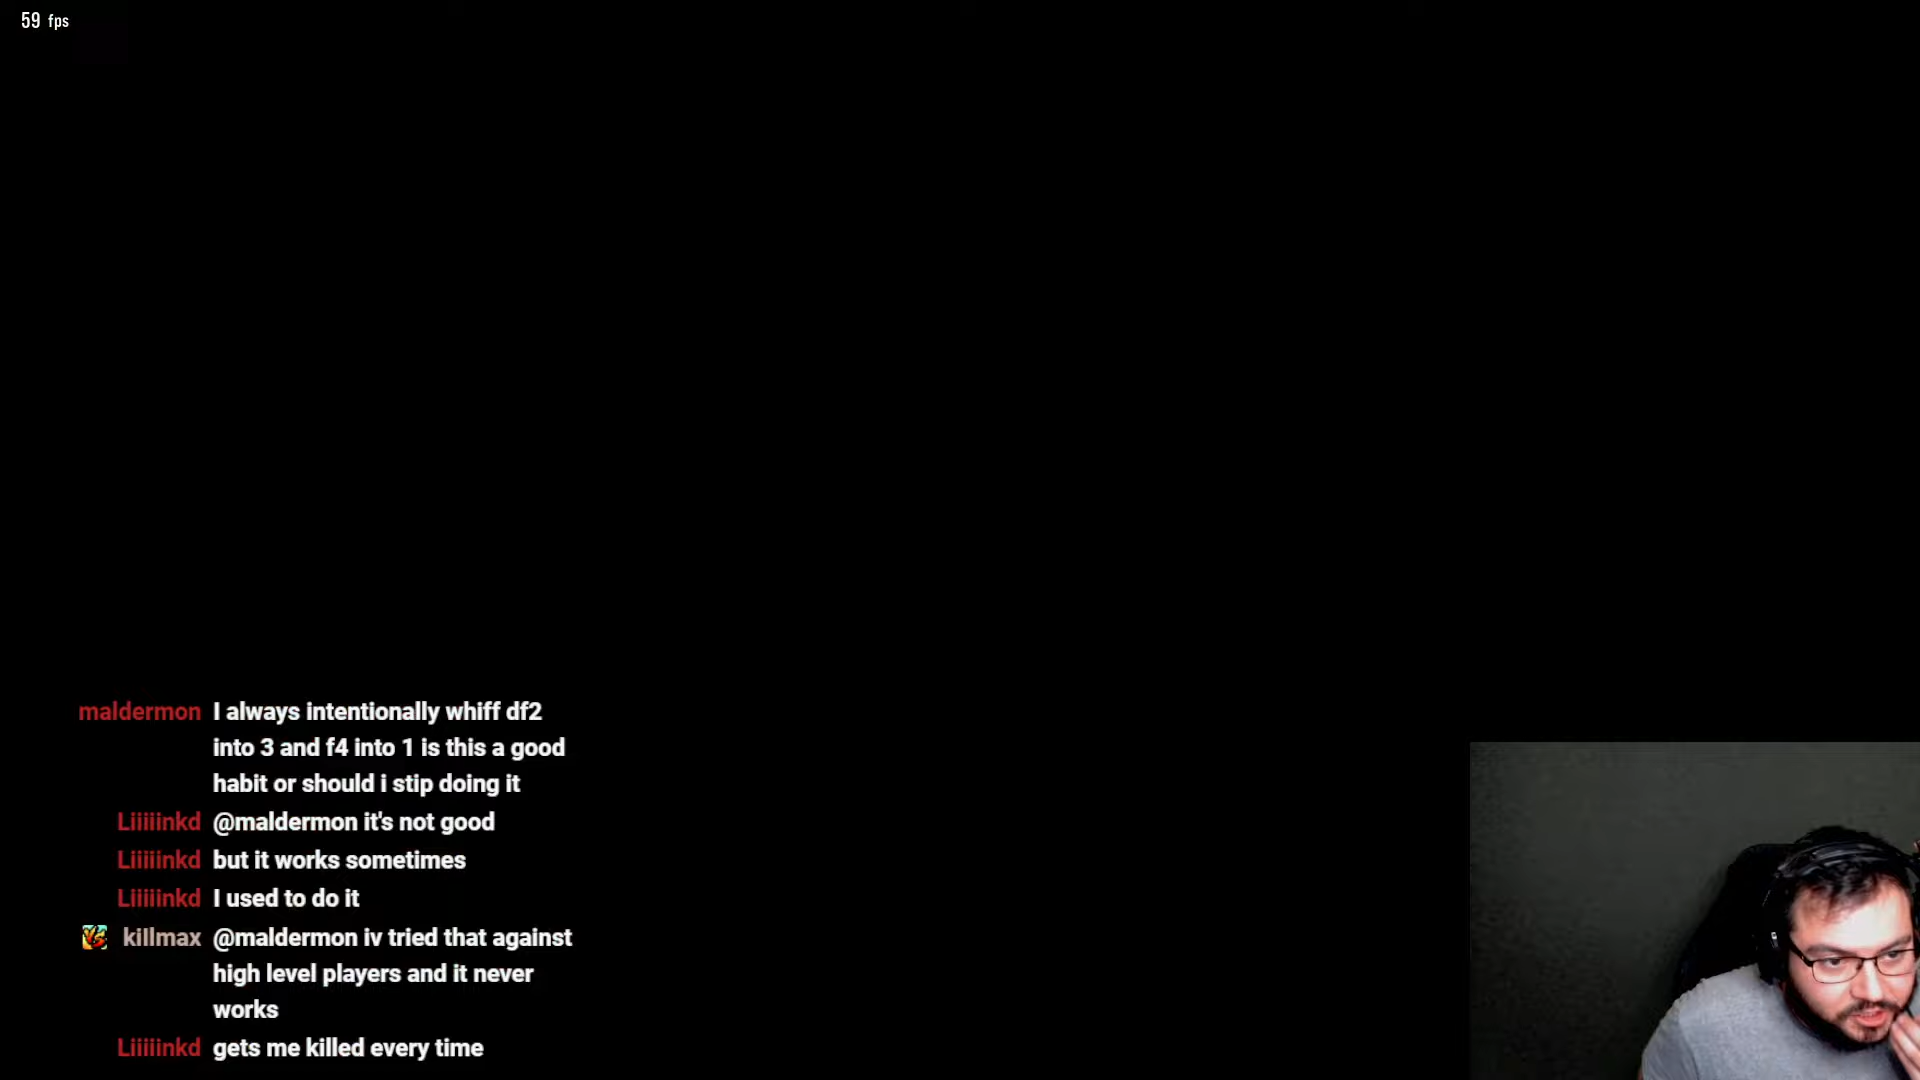 59 fps
maldermon I always intentionally whiff df2
into 3 and f4 into 1 is this a good
habit or should i stip doing it
Liiiiinkd @maldermon it's not good
Liiiiinkd but it works sometimes
Liiiiinkd I used to do it
VS killmax @maldermon iv tried that against
high level players and it never
works
Liiiiinkd gets me killed every time